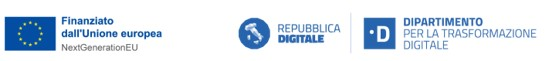 Finanziato
dall'Unione europea
NextGenerationEU
REPUBBLICA
DIGITALE
D
DIPARTIMENTO
PER LA TRASFORMAZIONE
DIGITALE